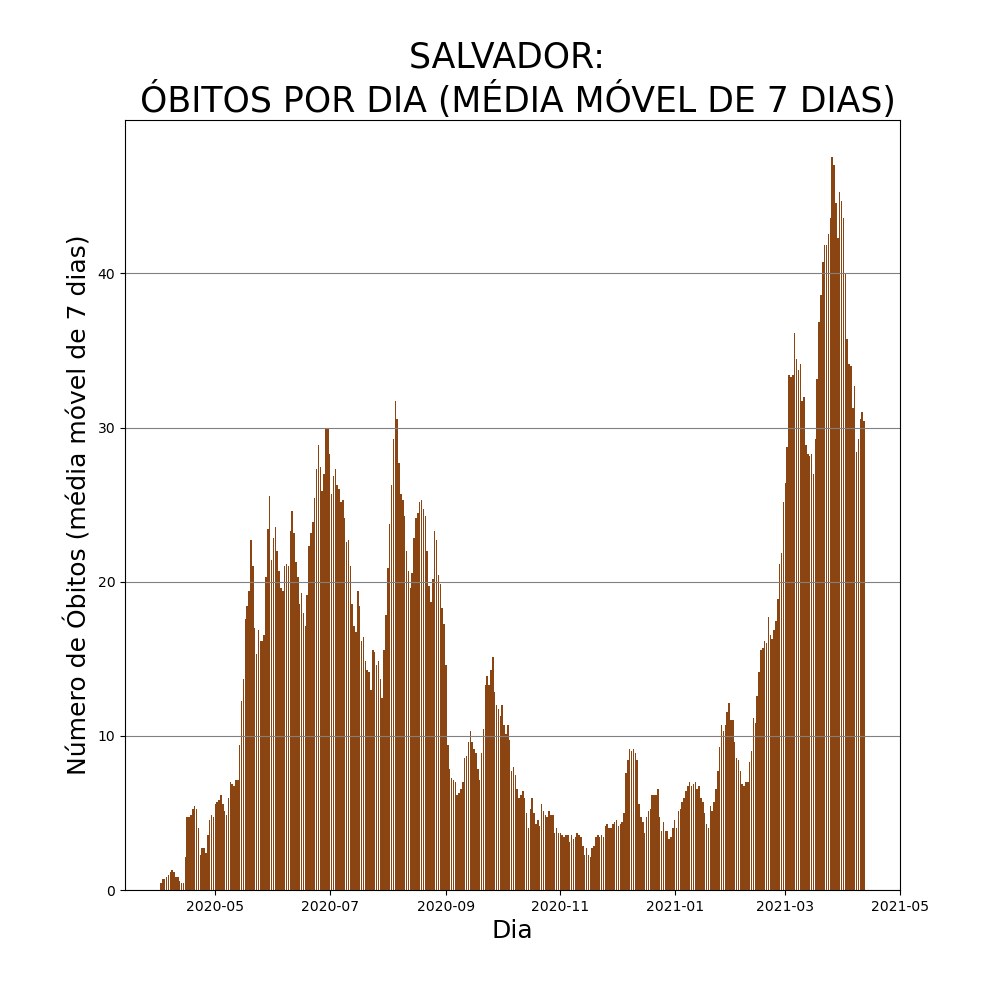 SALVADOR:
ÓBITOS POR DIA (MÉDIA MÓVEL DE 7 DIAS)
Número de Óbitos (média móvel de 7 dias)
40
30
20
10
0
2020-05 2020-07 2020-09 2020-11 2021-01 2021-03 2021-05
Dia